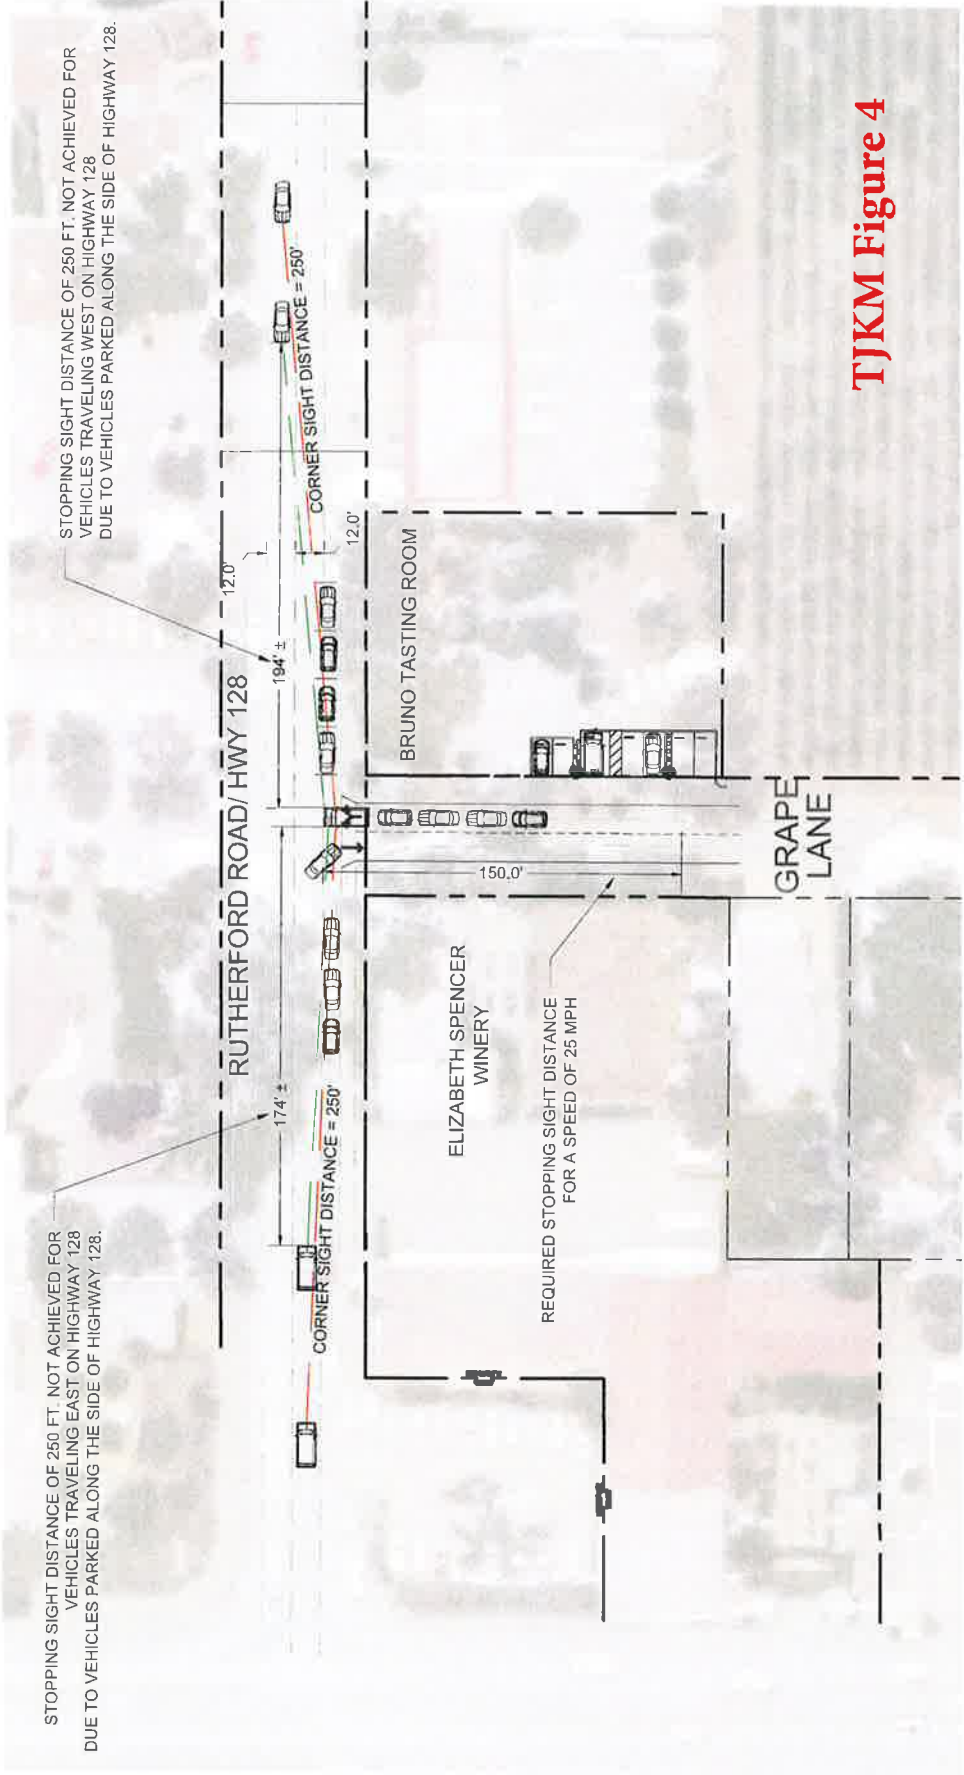 STOPPING SIGHT DISTANCE OF 250 FT. NOT ACHIEVED FOR
VEHICLES TRAVELING EAST ON HIGHWAY 128
DUE TO VEHICLES PARKED ALONG THE SIDE OF HIGHWAY 128.
STOPPING SIGHT DISTANCE OF 250 FT. NOT ACHIEVED FOR
VEHICLES TRAVELING WEST ON HIGHWAY 128
DUE TO VEHICLES PARKED ALONG THE SIDE OF HIGHWAY 128.
RUTHERFORD ROAD/ HWY 128
12.0'
174' ±
194' ±
CORNER SIGHT DISTANCE = 250'
CORNER SIGHT DISTANCE = 250'
12.0'
ELIZABETH SPENCER
WINERY
BRUNO TASTING ROOM
150.0'
REQUIRED STOPPING SIGHT DISTANCE
FOR A SPEED OF 25 MPH
GRAPE
LANE
TJKM Figure 4